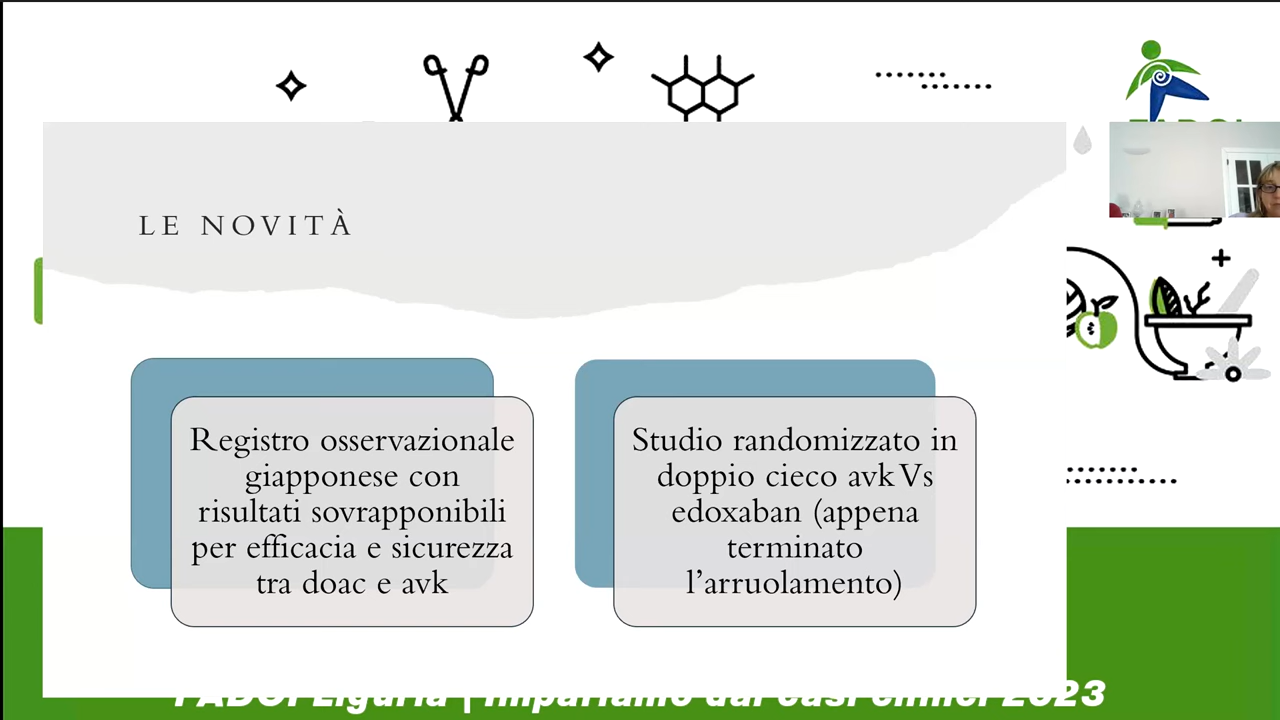 LE NOVITÀ
Registro osservazionale
giapponese con
risultati sovrapponibili
per efficacia e sicurezza
tra doac e avk
Studio randomizzato in
doppio cieco avk Vs
edoxaban (appena
terminato
l’arruolamento)
FADOI Liguria | Impariamo dai casi clinici 2023